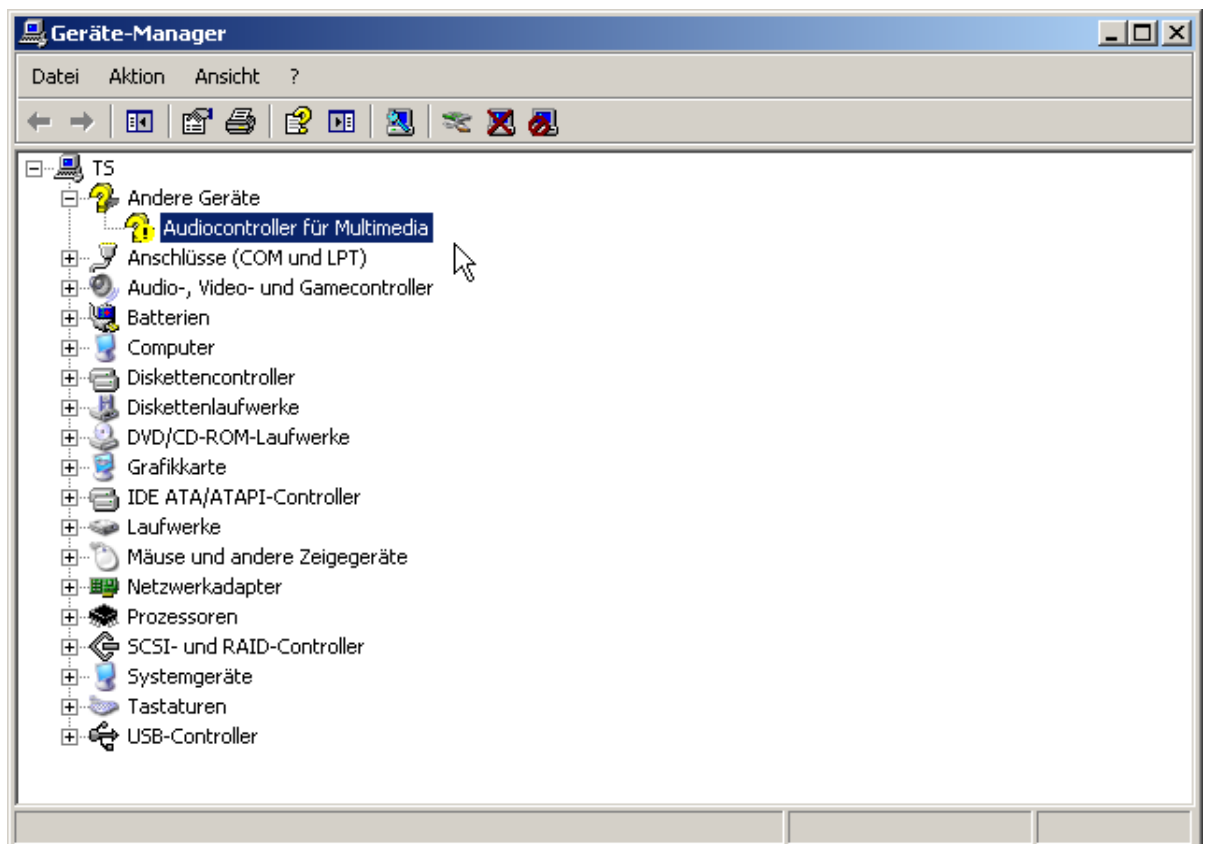 Geräte-Manager
Datei Aktion Ansicht ?
TS
Andere Geräte
Audiocontroller für Multimedia
Anschlüsse (COM und LPT)
Audio-, Video- und Gamecontroller
Batterien
Computer
Diskettencontroller
Diskettenlaufwerke
DVD/CD-ROM-Laufwerke
Grafikkarte
IDE ATA/ATAPI-Controller
Laufwerke
Mäuse und andere Zeigegeräte
Netzwerkadapter
Prozessoren
SCSI- und RAID-Controller
Systemgeräte
Tastaturen
USB-Controller